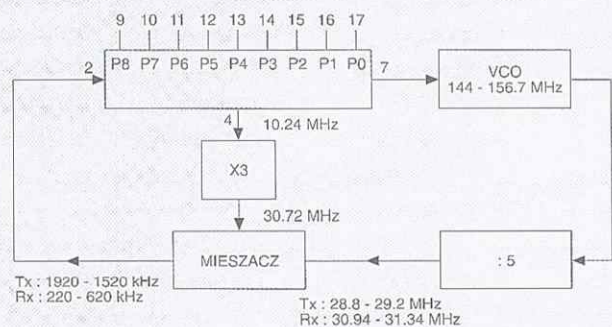 9 10 11 12 13 14 15 16 17
2 P8 P7 P6 P5 P4 P3 P2 P1 P0 7
VCO
144 - 156.7 MHz
4
10.24 MHz
X3
30.72 MHz
MIESZACZ
: 5
Tx : 1920 - 1520 kHz
Rx : 220 - 620 kHz
Tx : 28.8 - 29.2 MHz
Rx : 30.94 - 31.34 MHz